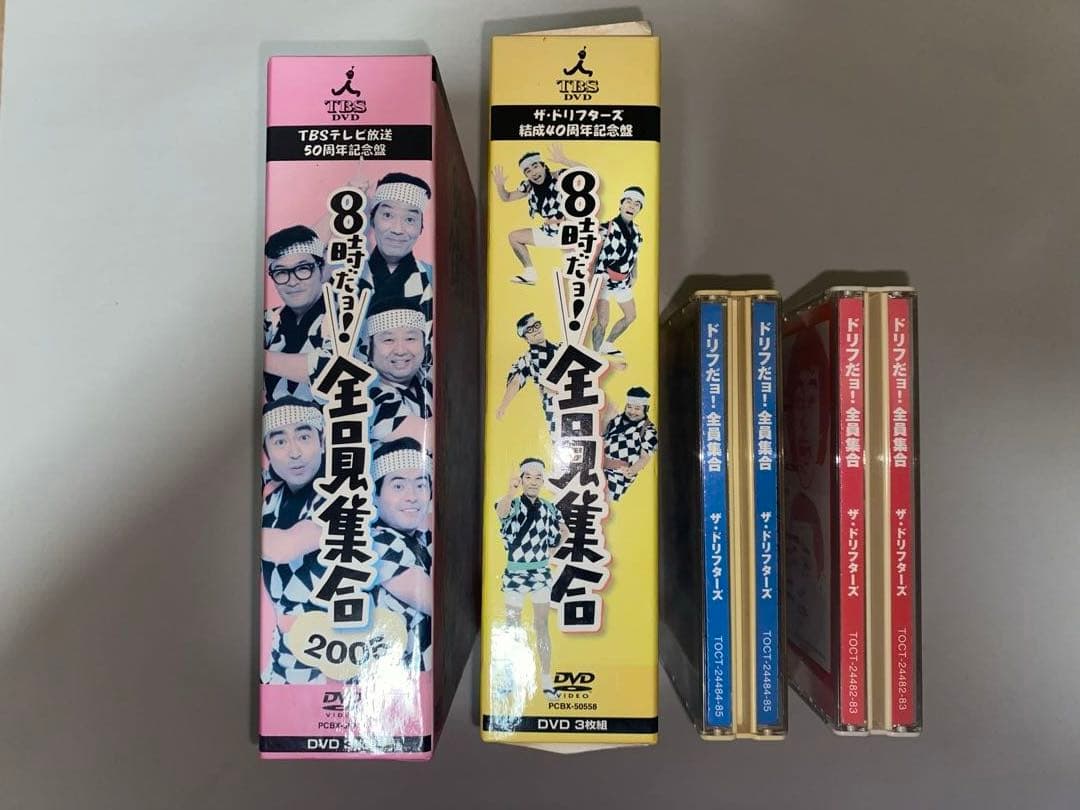 TBS
DVD
TBSテレビ放送
50周年記念盤
8時だョ!
全員集合
2005
DVD
VIDEO
DVD
TBS
DVD
ザ・ドリフターズ
結成40周年記念盤
8時だョ!
全員集合
DVD
VIDEO
PCBX-50558
DVD 3枚組
ドリフだョ!全員集合 ザ・ドリフターズ TOCT-24484-85
ドリフだョ!全員集合 ザ・ドリフターズ TOCT-24484-85
ドリフだョ!全員集合 ザ・ドリフターズ TOCT-24482-83
ドリフだョ!全員集合 ザ・ドリフターズ TOCT-24482-83